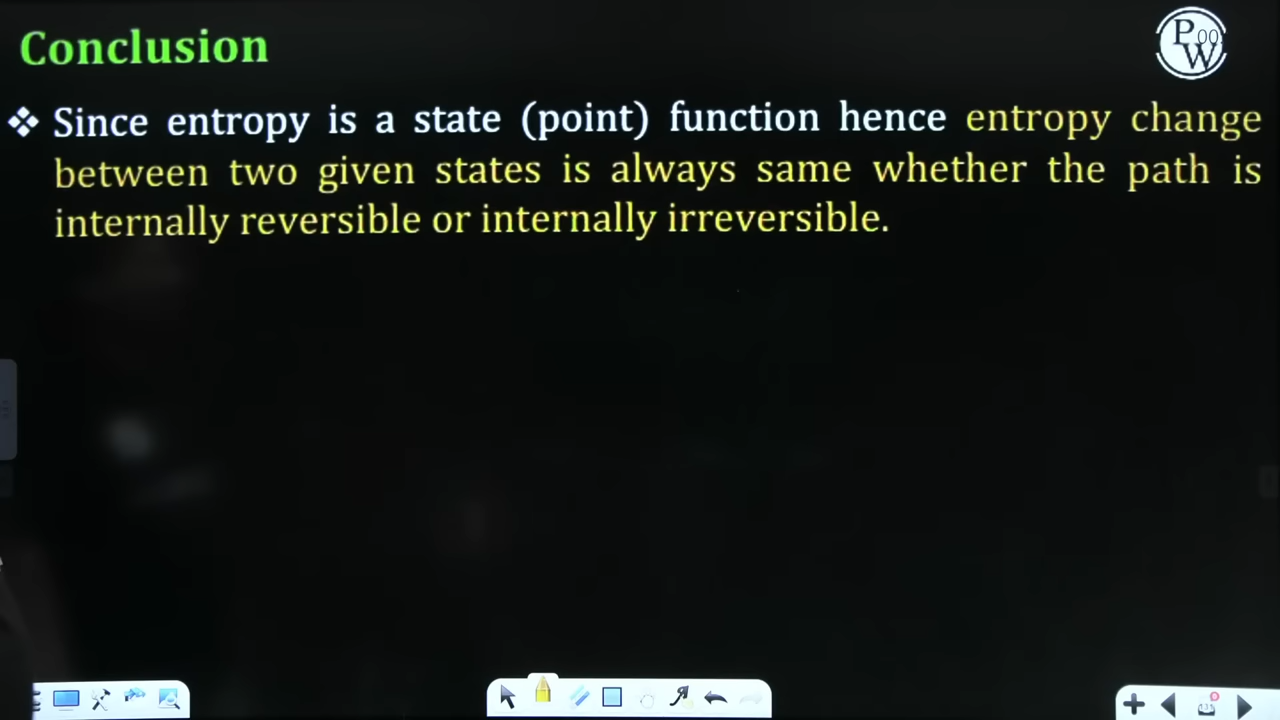 Conclusion
P
W
❖ Since entropy is a state (point) function hence entropy change
between two given states is always same whether the path is
internally reversible or internally irreversible.